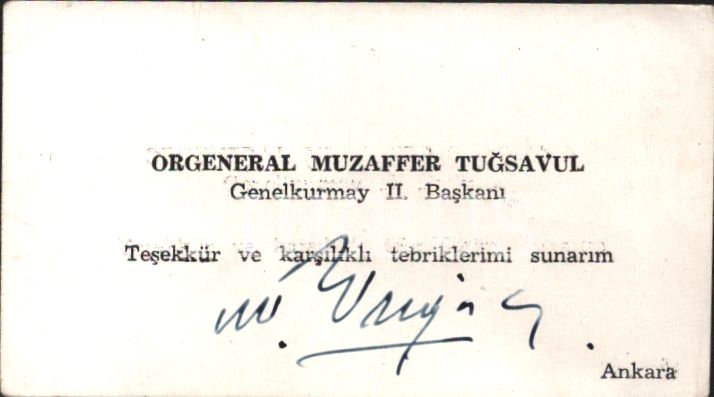 ORGENERAL MUZAFFER TUĞSAVUL
Genelkurmay II. Başkanı
Teşekkür ve karşılıklı tebriklerimi sunarım
Ankara